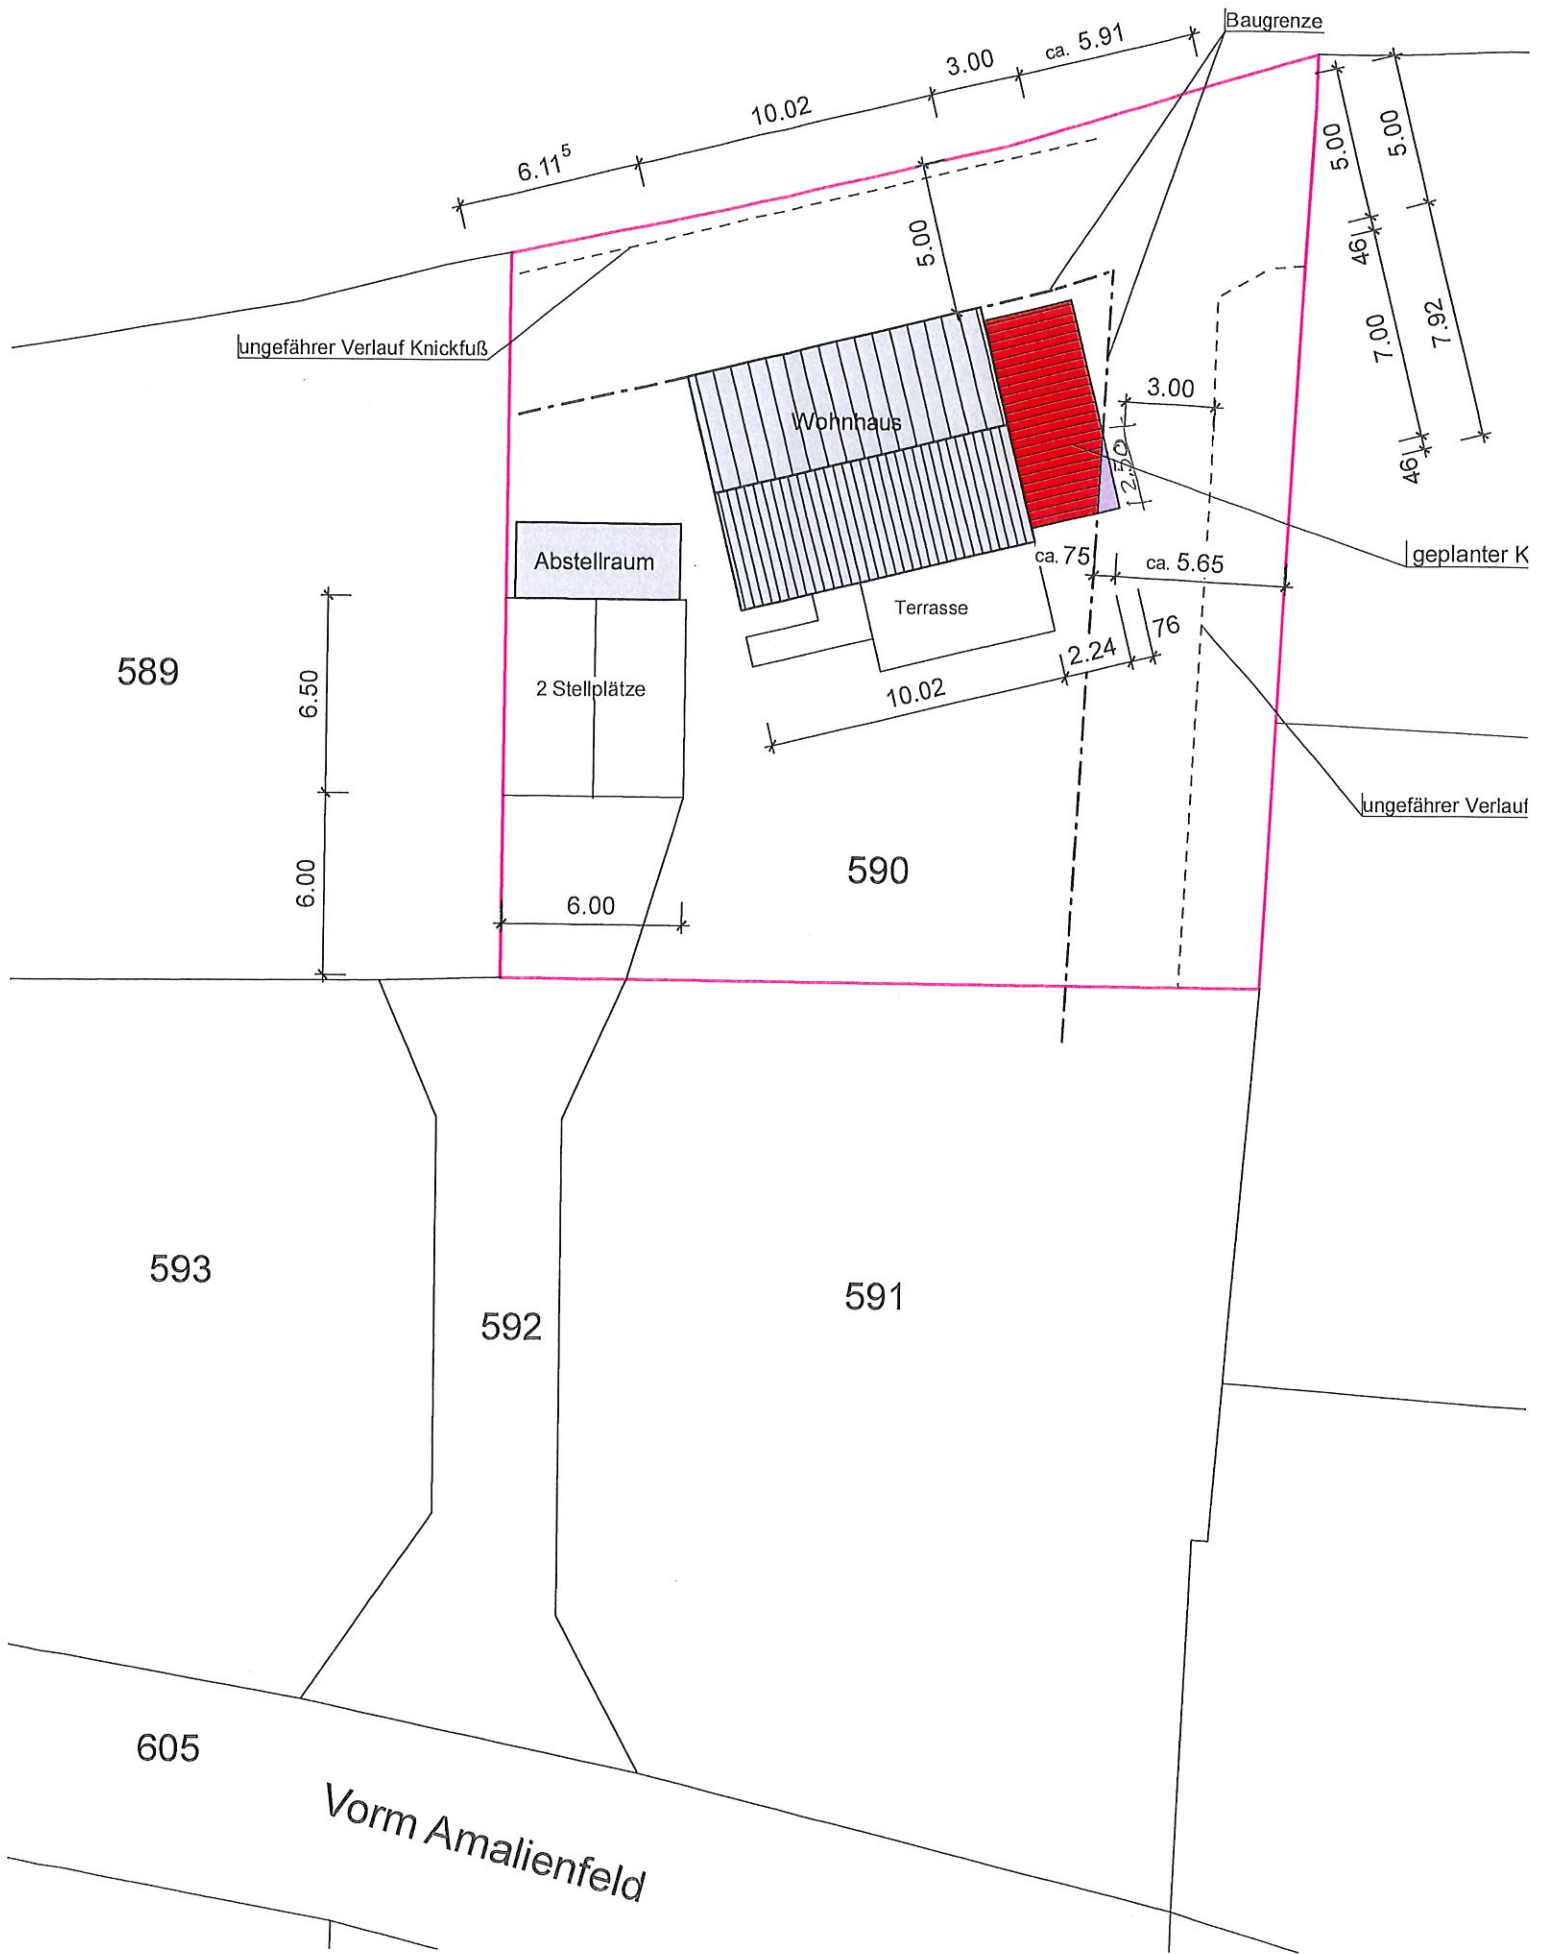 Baugrenze
ca. 5.91
3.00
10.02
6.11⁵
5.00
5.00
5.00
46
7.00
7.92
46
ungefährer Verlauf Knickfuß
3.00
Wohnhaus
2,50
geplanter K
Abstellraum
ca. 75
ca. 5.65
Terrasse
76
2.24
10.02
589
6.50
2 Stellplätze
ungefährer Verlauf
590
6.00
6.00
593
592
591
605
Vorm Amalienfeld